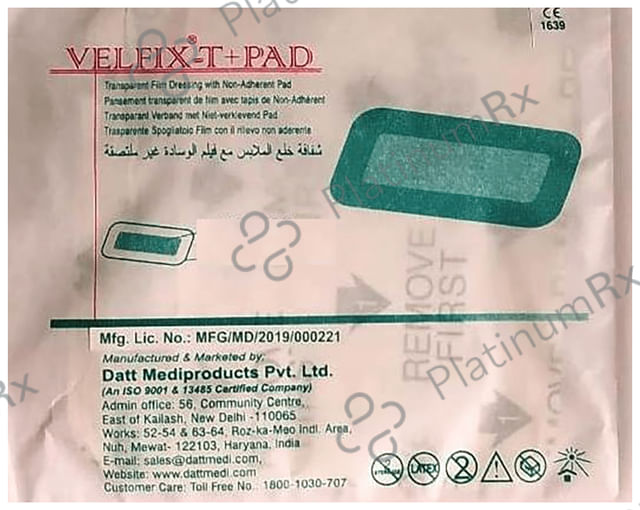 CE
1639
VELFIX®-T+PAD
Transparent Film Dressing with Non-Adherent Pad
Pansement transparent de film avec tapis de Non-Adhérent
Transparant Verband met Niet-verklevend Pad
Trasparente Spogliatoio Film con il rilievo non aderente
شفافة خلع الملابس مع فيلم الوسادة غير ملتصقة
REMOVE
FIRST
1
Mfg. Lic. No.: MFG/MD/2019/000221
Manufactured & Marketed by:
Datt Mediproducts Pvt. Ltd.
(An ISO 9001 & 13485 Certified Company)
Admin office: 56, Community Centre,
East of Kailash, New Delhi -110065
Works: 52-54 & 63-64, Roz-ka-Meo Indl. Area,
Nuh, Mewat- 122103, Haryana, India
E-mail: sales@dattmedi.com,
Website: www.dattmedi.com
Customer Care: Toll Free No.: 1800-1030-707
LATEX
2
PlatinumRx
PlatinumRx
PlatinumRx
Rx